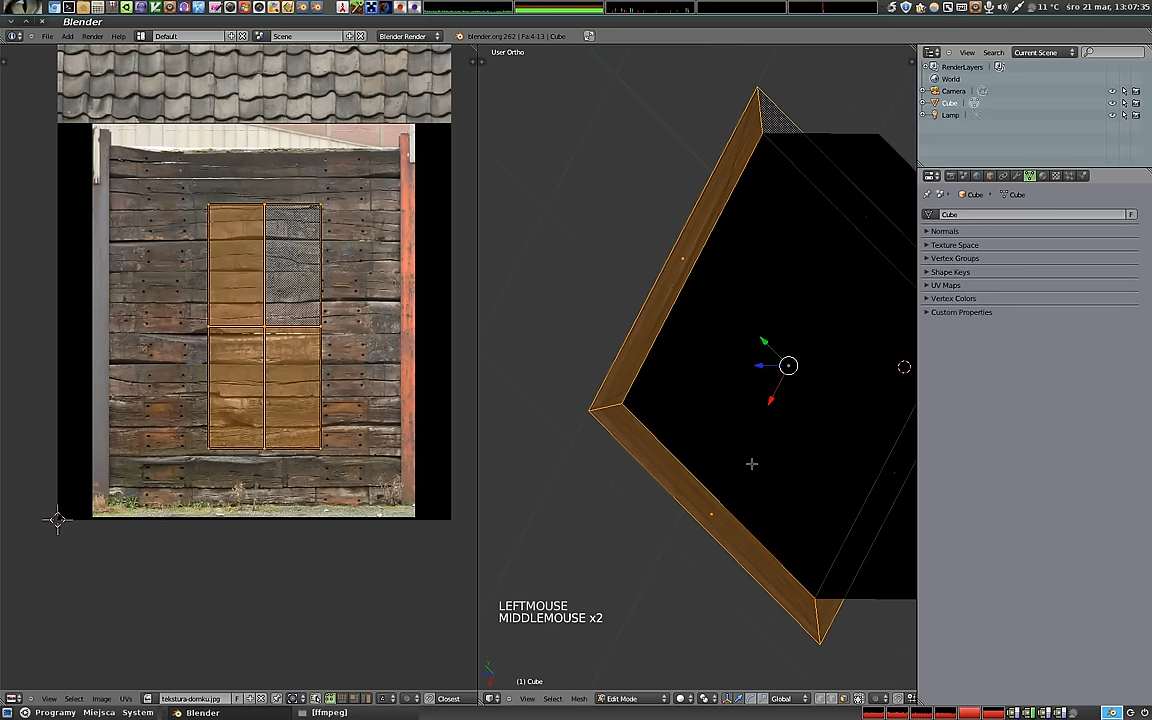 11 °C śro 21 mar, 13:07:35
Blender
File Add Render Help Default Scene Blender Render blender.org 262 | Fa:4-13 | Cube
View Search Current Scene
User Ortho
RenderLayers
World
Camera
Cube
Lamp
Cube Cube
Cube F
Normals
Texture Space
Vertex Groups
Shape Keys
UV Maps
Vertex Colors
Custom Properties
LEFTMOUSE
MIDDLEMOUSE x2
(1) Cube
View Select Image UVs tekstura-domku.jpg F Closest View Select Mesh Edit Mode Global
Programy Miejsca System Blender [ffmpeg]